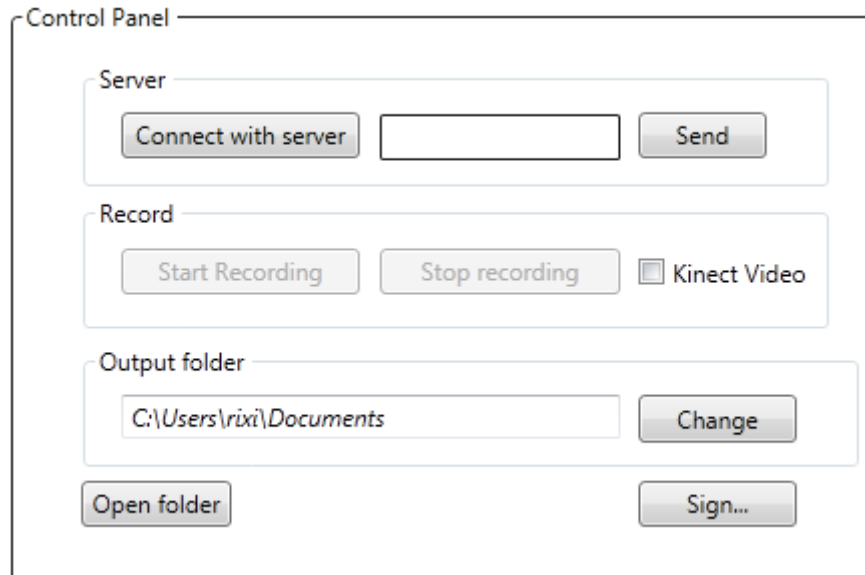 Control Panel
Server
Connect with server Send
Record
Start Recording Stop recording Kinect Video
Output folder
C:\Users\rixi\Documents Change
Open folder Sign...